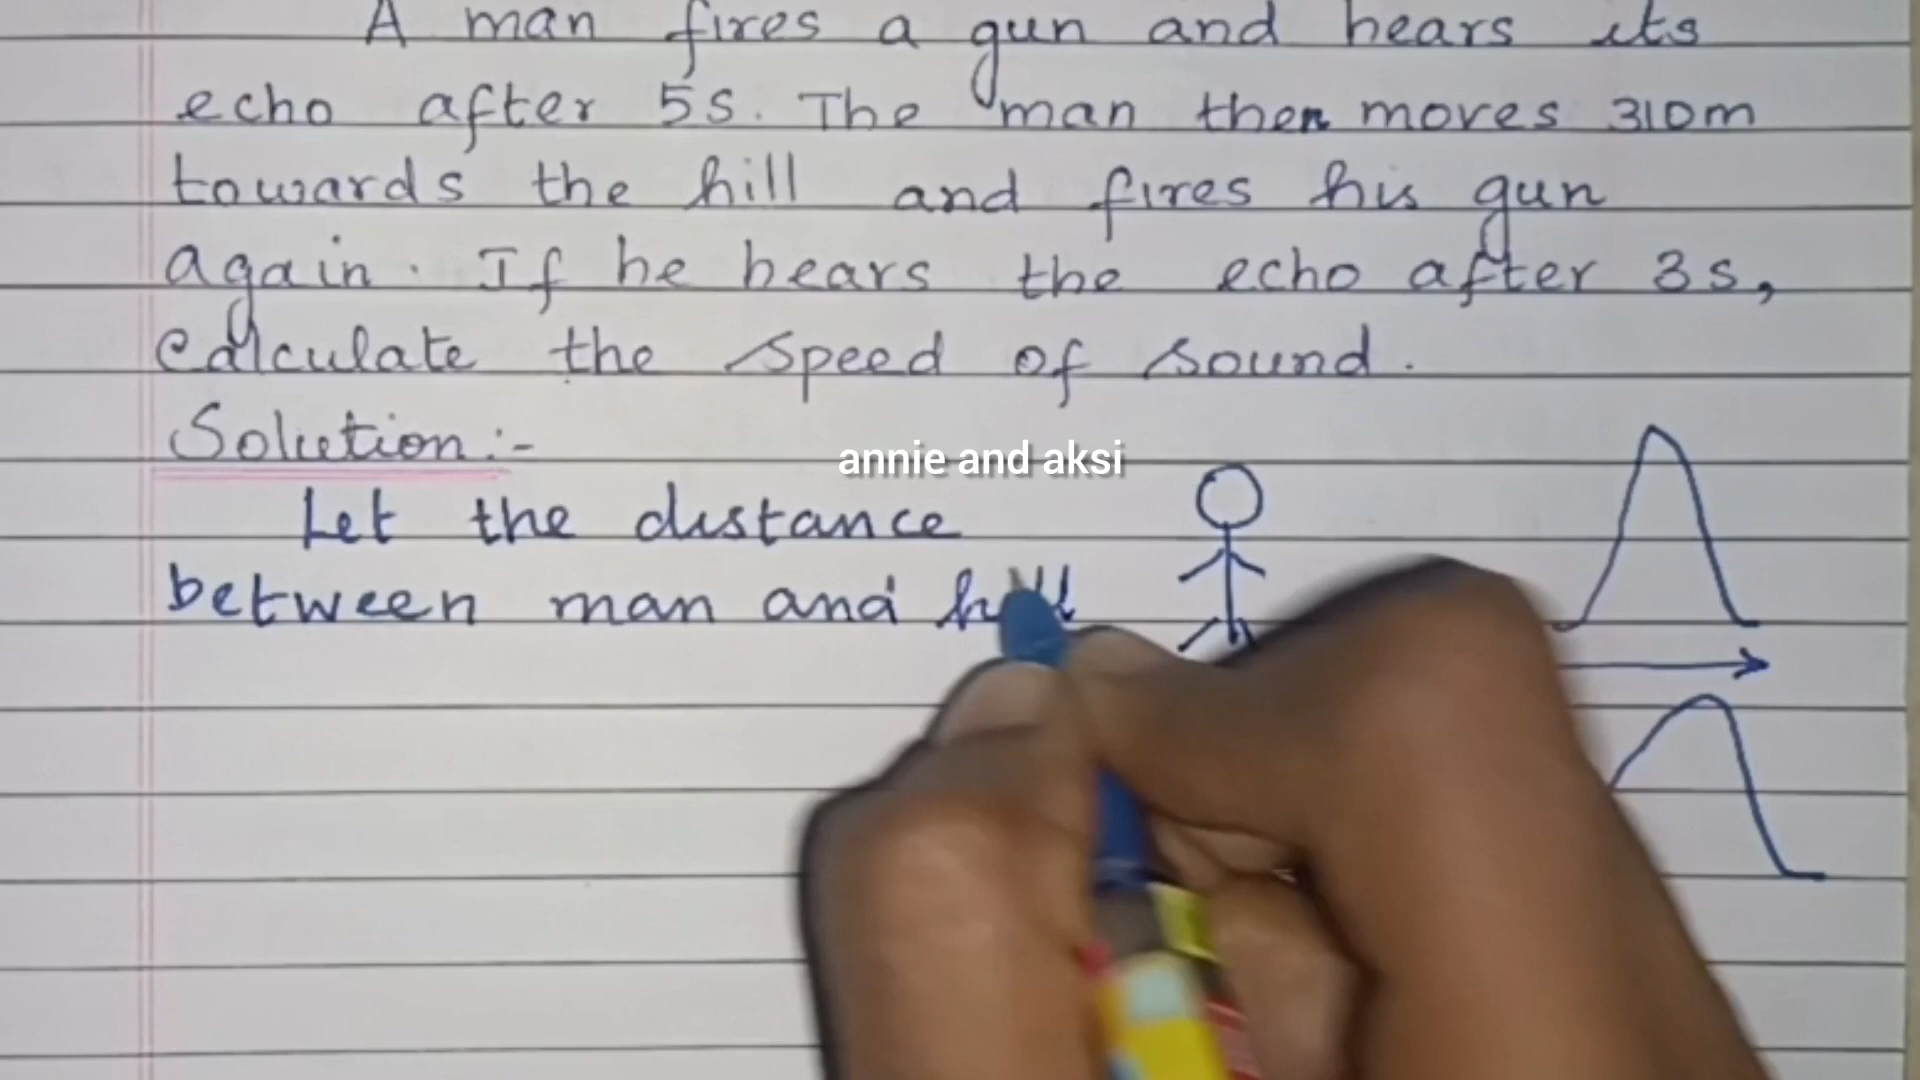 A man fires a gun and hears its
echo after 5s. The man then moves 310m
towards the hill and fires his gun
again. If he hears the echo after 3s,
calculate the speed of sound.
Solution:-
annie and aksi
Let the distance
between man and hill